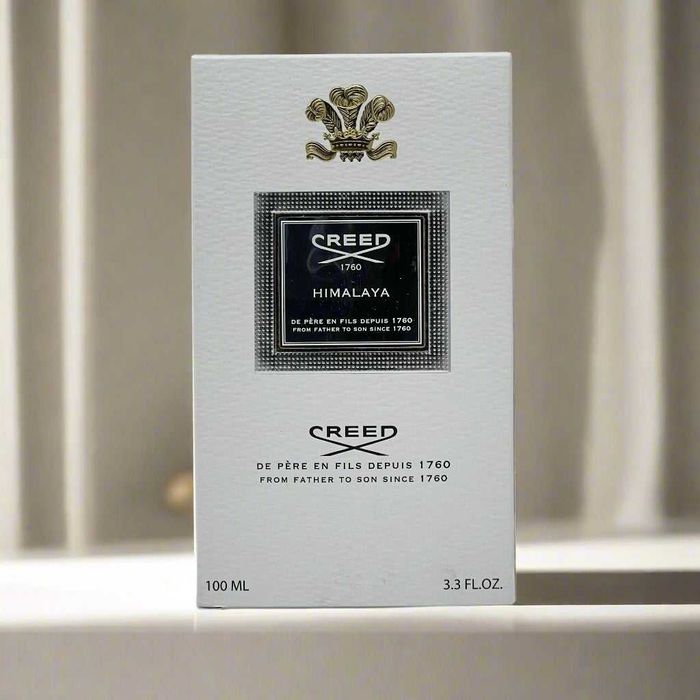 CREED
1760
HIMALAYA
DE PÈRE EN FILS DEPUIS 1760
FROM FATHER TO SON SINCE 1760
CREED
DE PÈRE EN FILS DEPUIS 1760
FROM FATHER TO SON SINCE 1760
100 ML 3.3 FL.OZ.